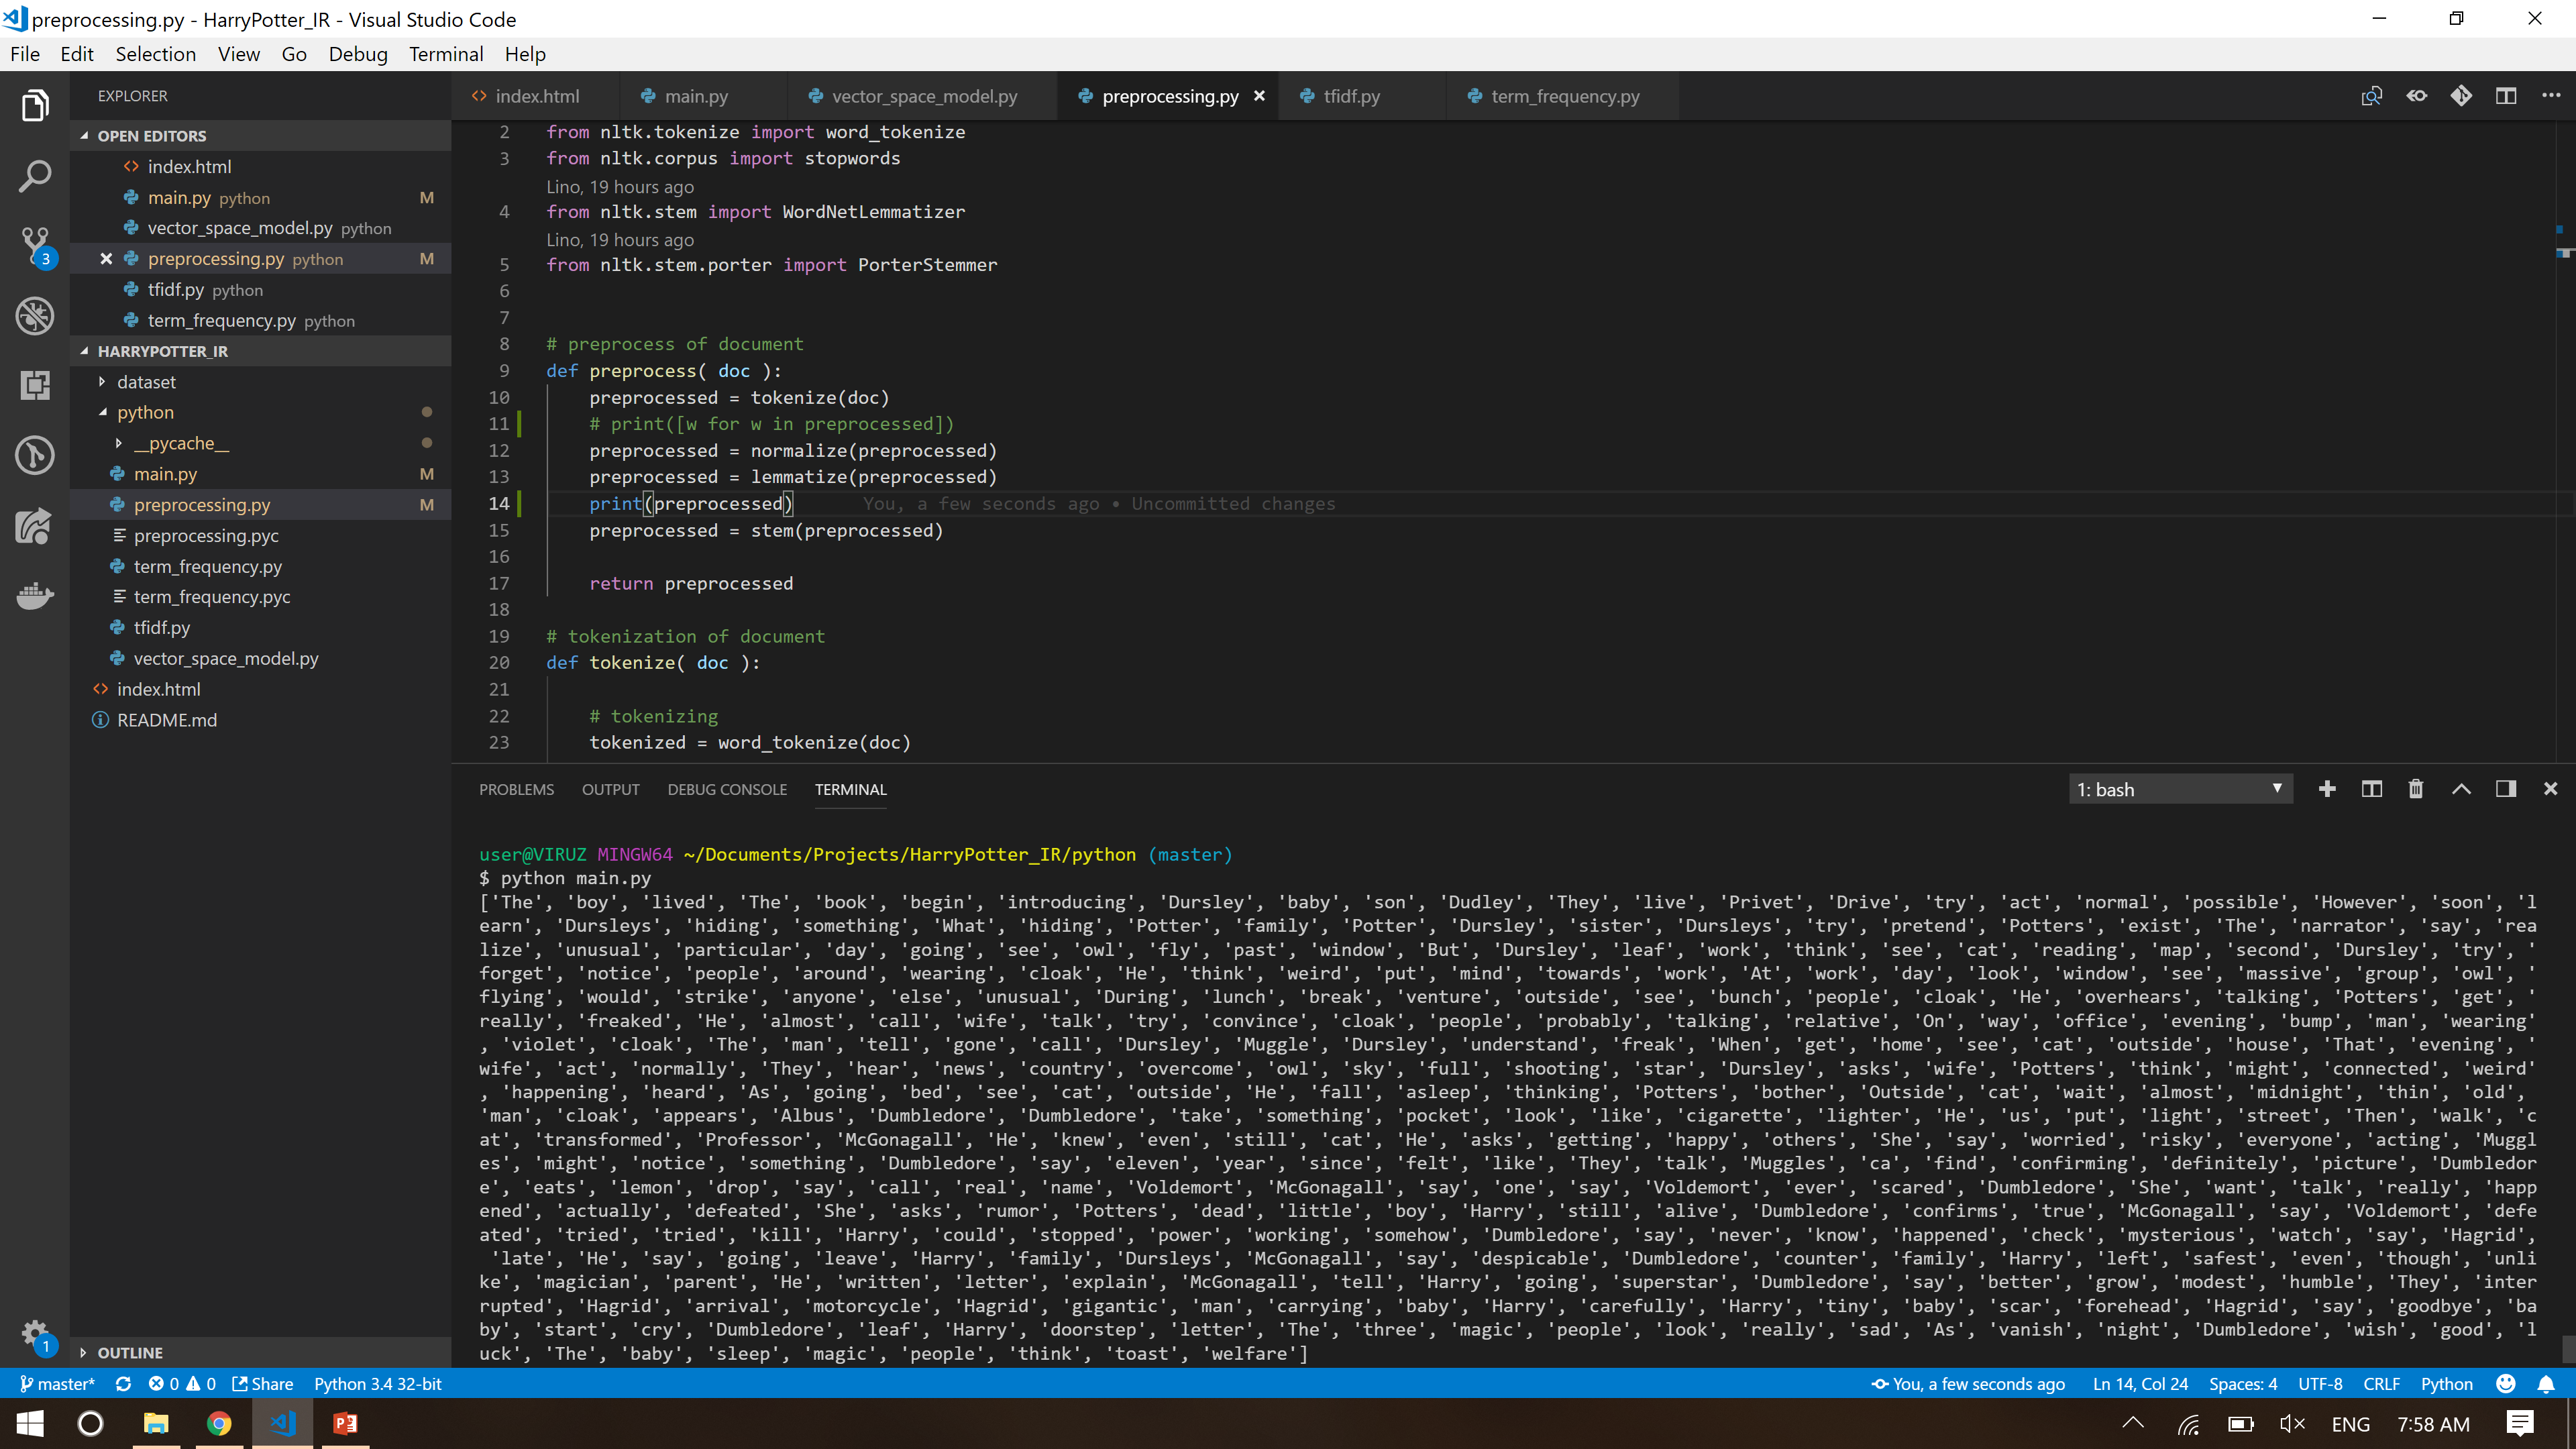 preprocessing.py - HarryPotter_IR - Visual Studio Code
File Edit Selection View Go Debug Terminal Help
EXPLORER
OPEN EDITORS
index.html
main.py python M
vector_space_model.py python
preprocessing.py python M
tfidf.py python
term_frequency.py python
HARRYPOTTER_IR
dataset
python
__pycache__
main.py M
preprocessing.py M
preprocessing.pyc
term_frequency.py
term_frequency.pyc
tfidf.py
vector_space_model.py
index.html
README.md
OUTLINE
3
1
index.html main.py vector_space_model.py preprocessing.py tfidf.py term_frequency.py
2 from nltk.tokenize import word_tokenize
3 from nltk.corpus import stopwords
Lino, 19 hours ago
4 from nltk.stem import WordNetLemmatizer
Lino, 19 hours ago
5 from nltk.stem.porter import PorterStemmer
6
7
8 # preprocess of document
9 def preprocess( doc ):
10 preprocessed = tokenize(doc)
11 # print([w for w in preprocessed])
12 preprocessed = normalize(preprocessed)
13 preprocessed = lemmatize(preprocessed)
14 print(preprocessed) You, a few seconds ago • Uncommitted changes
15 preprocessed = stem(preprocessed)
16
17 return preprocessed
18
19 # tokenization of document
20 def tokenize( doc ):
21
22 # tokenizing
23 tokenized = word_tokenize(doc)
PROBLEMS OUTPUT DEBUG CONSOLE TERMINAL 1: bash
user@VIRUZ MINGW64 ~/Documents/Projects/HarryPotter_IR/python (master)
$ python main.py
['The', 'boy', 'lived', 'The', 'book', 'begin', 'introducing', 'Dursley', 'baby', 'son', 'Dudley', 'They', 'live', 'Privet', 'Drive', 'try', 'act', 'normal', 'possible', 'However', 'soon', 'l
earn', 'Dursleys', 'hiding', 'something', 'What', 'hiding', 'Potter', 'family', 'Potter', 'Dursley', 'sister', 'Dursleys', 'try', 'pretend', 'Potters', 'exist', 'The', 'narrator', 'say', 'rea
lize', 'unusual', 'particular', 'day', 'going', 'see', 'owl', 'fly', 'past', 'window', 'But', 'Dursley', 'leaf', 'work', 'think', 'see', 'cat', 'reading', 'map', 'second', 'Dursley', 'try', '
forget', 'notice', 'people', 'around', 'wearing', 'cloak', 'He', 'think', 'weird', 'put', 'mind', 'towards', 'work', 'At', 'work', 'day', 'look', 'window', 'see', 'massive', 'group', 'owl', '
flying', 'would', 'strike', 'anyone', 'else', 'unusual', 'During', 'lunch', 'break', 'venture', 'outside', 'see', 'bunch', 'people', 'cloak', 'He', 'overhears', 'talking', 'Potters', 'get', '
really', 'freaked', 'He', 'almost', 'call', 'wife', 'talk', 'try', 'convince', 'cloak', 'people', 'probably', 'talking', 'relative', 'On', 'way', 'office', 'evening', 'bump', 'man', 'wearing'
, 'violet', 'cloak', 'The', 'man', 'tell', 'gone', 'call', 'Dursley', 'Muggle', 'Dursley', 'understand', 'freak', 'When', 'get', 'home', 'see', 'cat', 'outside', 'house', 'That', 'evening', '
wife', 'act', 'normally', 'They', 'hear', 'news', 'country', 'overcome', 'owl', 'sky', 'full', 'shooting', 'star', 'Dursley', 'asks', 'wife', 'Potters', 'think', 'might', 'connected', 'weird'
, 'happening', 'heard', 'As', 'going', 'bed', 'see', 'cat', 'outside', 'He', 'fall', 'asleep', 'thinking', 'Potters', 'bother', 'Outside', 'cat', 'wait', 'almost', 'midnight', 'thin', 'old',
'man', 'cloak', 'appears', 'Albus', 'Dumbledore', 'Dumbledore', 'take', 'something', 'pocket', 'look', 'like', 'cigarette', 'lighter', 'He', 'us', 'put', 'light', 'street', 'Then', 'walk', 'c
at', 'transformed', 'Professor', 'McGonagall', 'He', 'knew', 'even', 'still', 'cat', 'He', 'asks', 'getting', 'happy', 'others', 'She', 'say', 'worried', 'risky', 'everyone', 'acting', 'Muggl
es', 'might', 'notice', 'something', 'Dumbledore', 'say', 'eleven', 'year', 'since', 'felt', 'like', 'They', 'talk', 'Muggles', 'ca', 'find', 'confirming', 'definitely', 'picture', 'Dumbledor
e', 'eats', 'lemon', 'drop', 'say', 'call', 'real', 'name', 'Voldemort', 'McGonagall', 'say', 'one', 'say', 'Voldemort', 'ever', 'scared', 'Dumbledore', 'She', 'want', 'talk', 'really', 'happ
ened', 'actually', 'defeated', 'She', 'asks', 'rumor', 'Potters', 'dead', 'little', 'boy', 'Harry', 'still', 'alive', 'Dumbledore', 'confirms', 'true', 'McGonagall', 'say', 'Voldemort', 'defe
ated', 'tried', 'tried', 'kill', 'Harry', 'could', 'stopped', 'power', 'working', 'somehow', 'Dumbledore', 'say', 'never', 'know', 'happened', 'check', 'mysterious', 'watch', 'say', 'Hagrid',
'late', 'He', 'say', 'going', 'leave', 'Harry', 'family', 'Dursleys', 'McGonagall', 'say', 'despicable', 'Dumbledore', 'counter', 'family', 'Harry', 'left', 'safest', 'even', 'though', 'unli
ke', 'magician', 'parent', 'He', 'written', 'letter', 'explain', 'McGonagall', 'tell', 'Harry', 'going', 'superstar', 'Dumbledore', 'say', 'better', 'grow', 'modest', 'humble', 'They', 'inter
rupted', 'Hagrid', 'arrival', 'motorcycle', 'Hagrid', 'gigantic', 'man', 'carrying', 'baby', 'Harry', 'carefully', 'Harry', 'tiny', 'baby', 'scar', 'forehead', 'Hagrid', 'say', 'goodbye', 'ba
by', 'start', 'cry', 'Dumbledore', 'leaf', 'Harry', 'doorstep', 'letter', 'The', 'three', 'magic', 'people', 'look', 'really', 'sad', 'As', 'vanish', 'night', 'Dumbledore', 'wish', 'good', 'l
uck', 'The', 'baby', 'sleep', 'magic', 'people', 'think', 'toast', 'welfare']
master* 0 0 Share Python 3.4 32-bit You, a few seconds ago Ln 14, Col 24 Spaces: 4 UTF-8 CRLF Python
ENG 7:58 AM